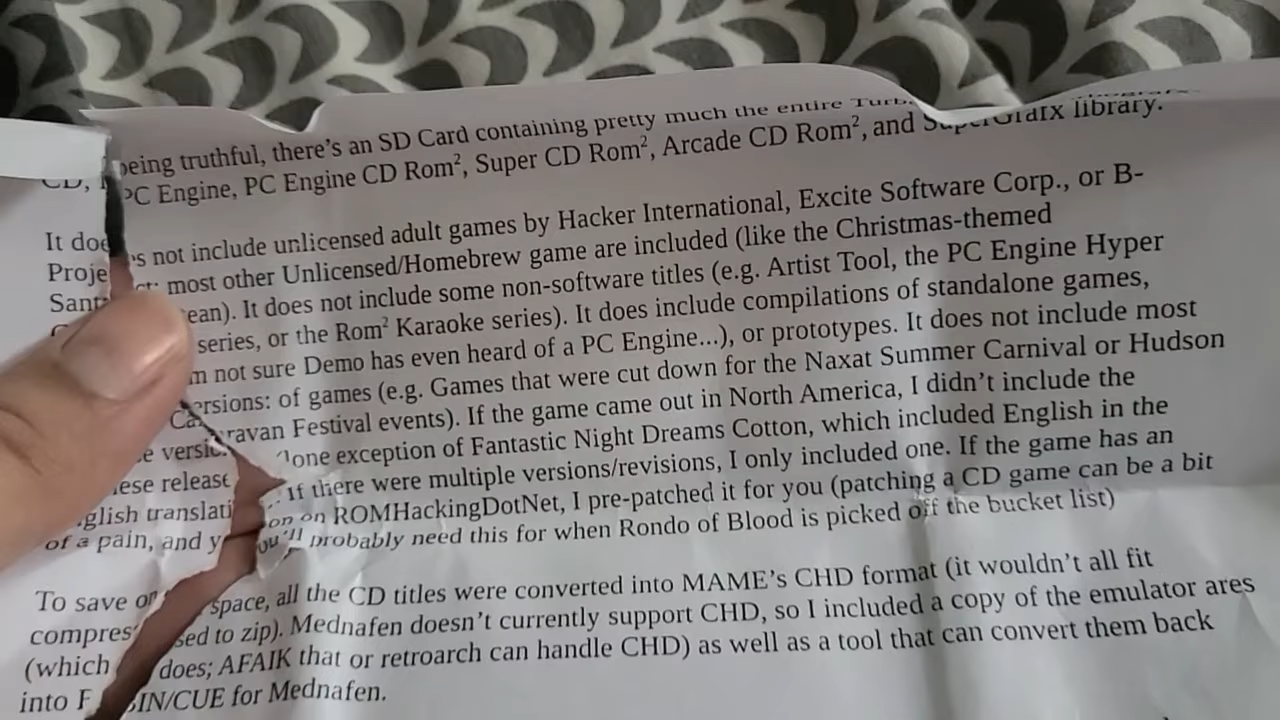 being truthful, there's an SD Card containing pretty much the entire Turb
CD, PC Engine, PC Engine CD Rom², Super CD Rom², Arcade CD Rom², and SuperGrafx library.
It does not include unlicensed adult games by Hacker International, Excite Software Corp., or B-
Project; most other Unlicensed/Homebrew game are included (like the Christmas-themed
Santa ean). It does not include some non-software titles (e.g. Artist Tool, the PC Engine Hyper
series, or the Rom² Karaoke series). It does include compilations of standalone games,
m not sure Demo has even heard of a PC Engine...), or prototypes. It does not include most
ersions: of games (e.g. Games that were cut down for the Naxat Summer Carnival or Hudson
Caravan Festival events). If the game came out in North America, I didn't include the
e versi lone exception of Fantastic Night Dreams Cotton, which included English in the
ese release If there were multiple versions/revisions, I only included one. If the game has an
glish translation on ROMHackingDotNet, I pre-patched it for you (patching a CD game can be a bit
of a pain, and you'll probably need this for when Rondo of Blood is picked off the bucket list)
To save on space, all the CD titles were converted into MAME's CHD format (it wouldn't all fit
compressed to zip). Mednafen doesn't currently support CHD, so I included a copy of the emulator ares
(which does; AFAIK that or retroarch can handle CHD) as well as a tool that can convert them back
into BIN/CUE for Mednafen.